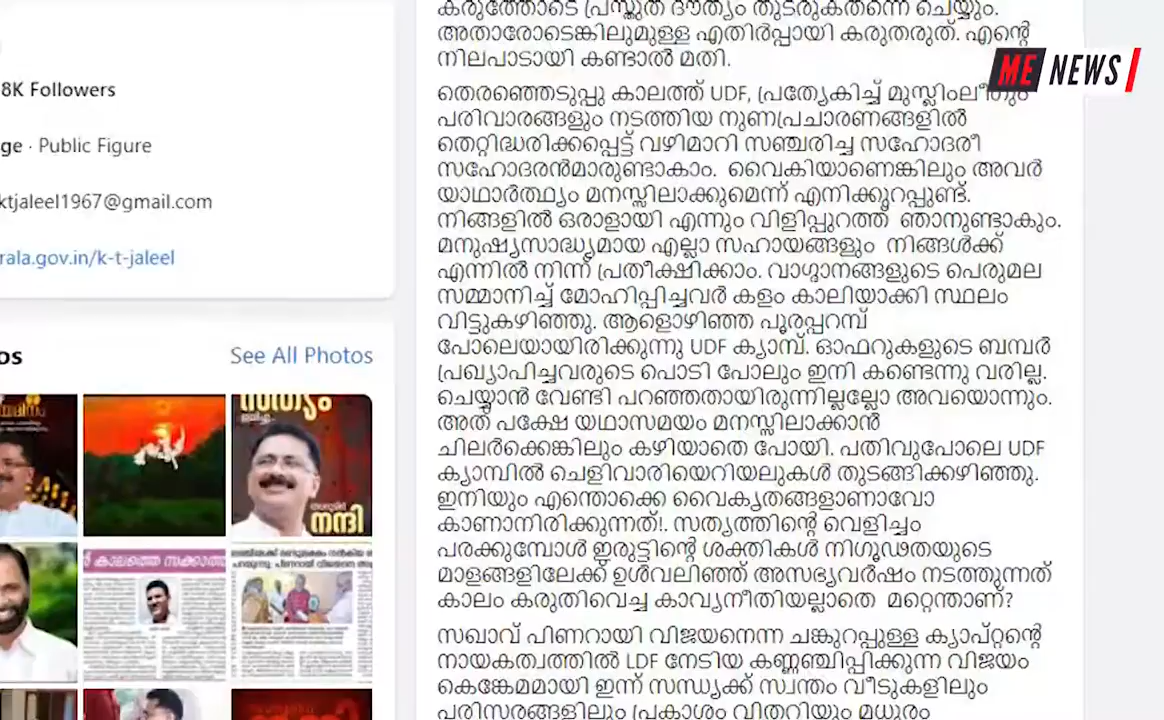 8K Followers
ge · Public Figure
ktjaleel1967@gmail.com
rala.gov.in/k-t-jaleel
os
See All Photos
സത്യം
നന്ദി
കാലത്തെ സക്കാത്ത്
ME NEWS
കരുത്തോടെ പ്രസ്തുത ദൗത്യം തുടരുകതന്നെ ചെയ്യും.
അതാരോടെങ്കിലുമുള്ള എതിർപ്പായി കരുതരുത്. എന്റെ
നിലപാടായി കണ്ടാൽ മതി.
തെരഞ്ഞെടുപ്പു കാലത്ത് UDF, പ്രത്യേകിച്ച് മുസ്ലിംലീഗും
പരിവാരങ്ങളും നടത്തിയ നുണപ്രചാരണങ്ങളിൽ
തെറ്റിദ്ധരിക്കപ്പെട്ട് വഴിമാറി സഞ്ചരിച്ച സഹോദരീ
സഹോദരൻമാരുണ്ടാകാം. വൈകിയാണെങ്കിലും അവർ
യാഥാർത്ഥ്യം മനസ്സിലാക്കുമെന്ന് എനിക്കുറപ്പുണ്ട്.
നിങ്ങളിൽ ഒരാളായി എന്നും വിളിപ്പുറത്ത് ഞാനുണ്ടാകും.
മനുഷ്യസാദ്ധ്യമായ എല്ലാ സഹായങ്ങളും നിങ്ങൾക്ക്
എന്നിൽ നിന്ന് പ്രതീക്ഷിക്കാം. വാഗ്ദാനങ്ങളുടെ പെരുമല
സമ്മാനിച്ച് മോഹിപ്പിച്ചവർ കളം കാലിയാക്കി സ്ഥലം
വിട്ടുകഴിഞ്ഞു. ആളൊഴിഞ്ഞ പൂരപ്പറമ്പ്
പോലെയായിരിക്കുന്നു UDF ക്യാമ്പ്. ഓഫറുകളുടെ ബമ്പർ
പ്രഖ്യാപിച്ചവരുടെ പൊടി പോലും ഇനി കണ്ടെന്നു വരില്ല.
ചെയ്യാൻ വേണ്ടി പറഞ്ഞതായിരുന്നില്ലല്ലോ അവയൊന്നും.
അത് പക്ഷേ യഥാസമയം മനസ്സിലാക്കാൻ
ചിലർക്കെങ്കിലും കഴിയാതെ പോയി. പതിവുപോലെ UDF
ക്യാമ്പിൽ ചെളിവാരിയെറിയലുകൾ തുടങ്ങിക്കഴിഞ്ഞു.
ഇനിയും എന്തൊക്കെ വൈകൃതങ്ങളാണാവോ
കാണാനിരിക്കുന്നത്!. സത്യത്തിന്റെ വെളിച്ചം
പരക്കുമ്പോൾ ഇരുട്ടിന്റെ ശക്തികൾ നിഗൂഢതയുടെ
മാളങ്ങളിലേക്ക് ഉൾവലിഞ്ഞ് അസഭ്യവർഷം നടത്തുന്നത്
കാലം കരുതിവെച്ച കാവ്യനീതിയല്ലാതെ മറ്റെന്താണ്?
സഖാവ് പിണറായി വിജയനെന്ന ചങ്കുറപ്പുള്ള ക്യാപ്റ്റന്റെ
നായകത്വത്തിൽ LDF നേടിയ കണ്ണഞ്ചിപ്പിക്കുന്ന വിജയം
കെങ്കേമമായി ഇന്ന് സന്ധ്യക്ക് സ്വന്തം വീടുകളിലും
പരിസരങ്ങളിലും പ്രകാശം വിതറിയും മധുരം